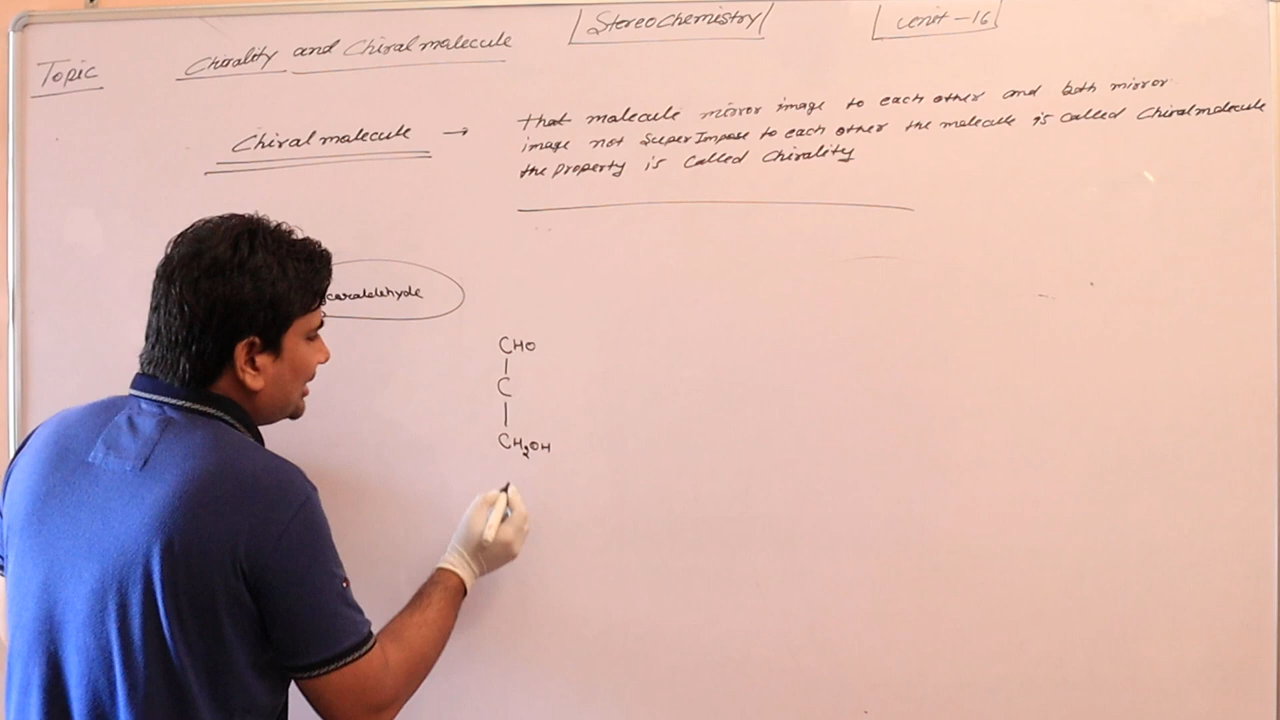 Stereochemistry
Unit-16
Topic
Chirality and Chiral molecule
Chiral molecule → that malecule mirror image to each other and both mirror
image not SuperImpose to each other the molecule is called Chiral molecule
the Property is Called Chirality
ceraldehyde
CHO
C
CH2OH